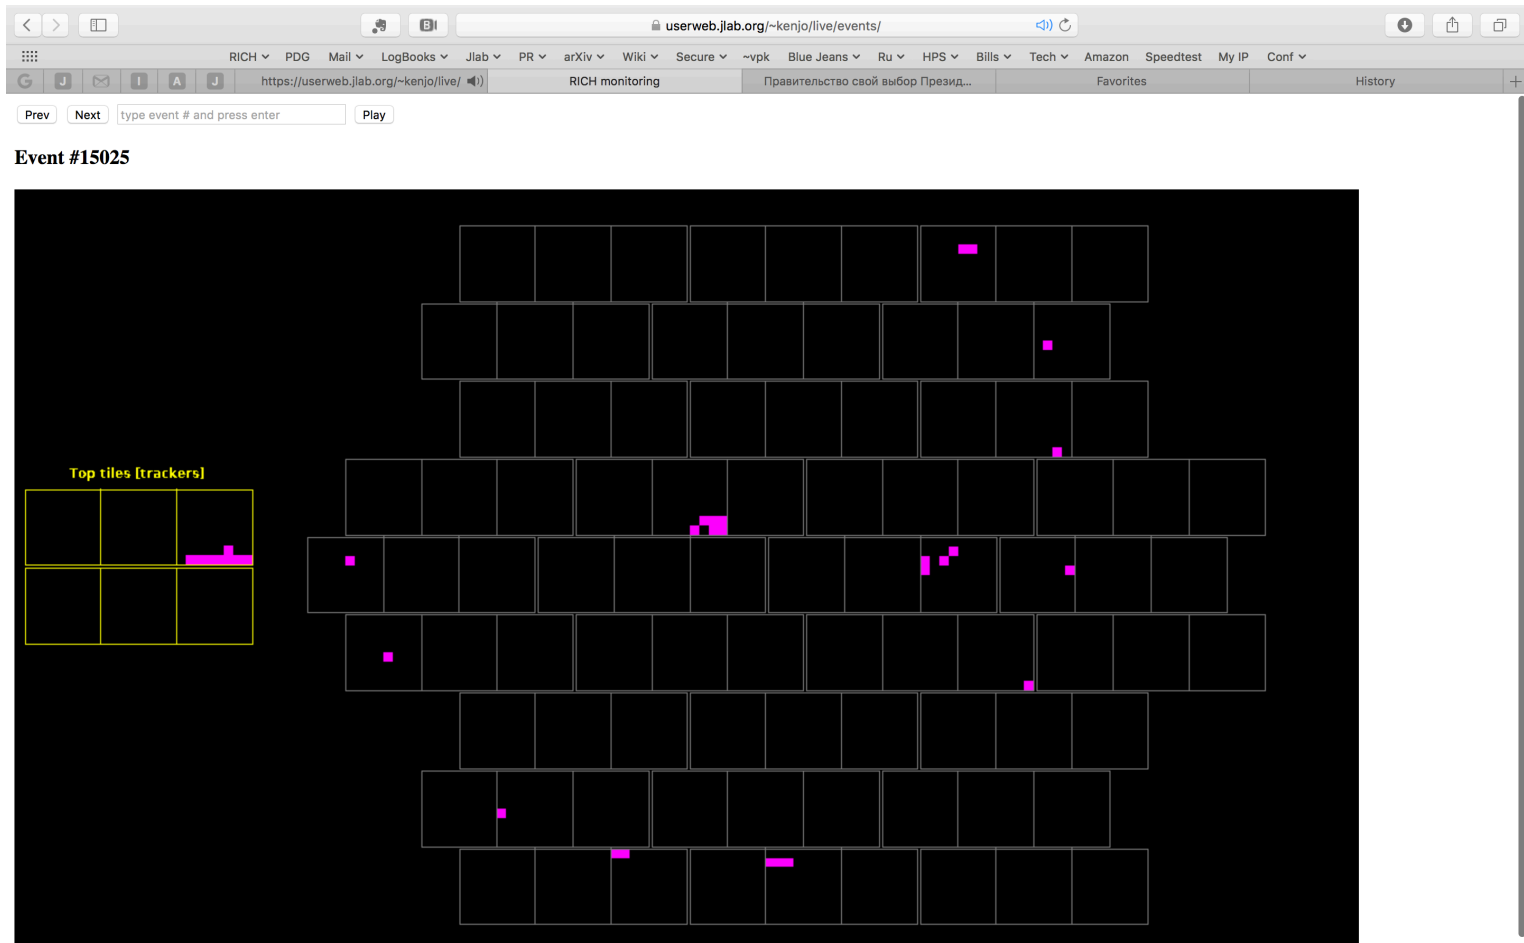 userweb.jlab.org/~kenjo/live/events/
RICH PDG Mail LogBooks Jlab PR arXiv Wiki Secure ~vpk Blue Jeans Ru HPS Bills Tech Amazon Speedtest My IP Conf
G J I A J https://userweb.jlab.org/~kenjo/live/ RICH monitoring Правительство свой выбор Презид... Favorites History +
Prev Next type event # and press enter Play
Event #15025
Top tiles [trackers]